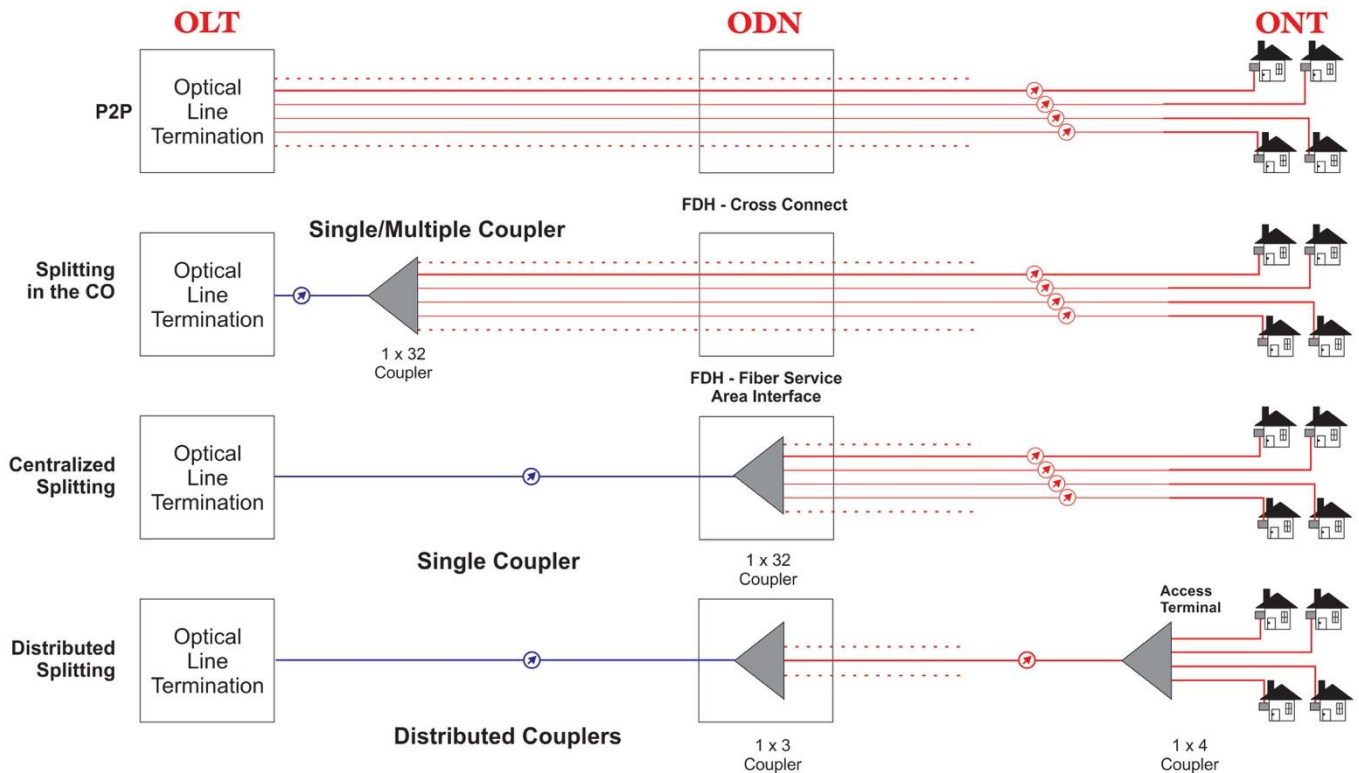 OLT
ODN
ONT
P2P
Optical
Line
Termination
FDH - Cross Connect
Single/Multiple Coupler
Splitting
in the CO
Optical
Line
Termination
1 x 32
Coupler
FDH - Fiber Service
Area Interface
Centralized
Splitting
Optical
Line
Termination
Single Coupler
1 x 32
Coupler
Access
Terminal
Distributed
Splitting
Optical
Line
Termination
Distributed Couplers
1 x 3
Coupler
1 x 4
Coupler